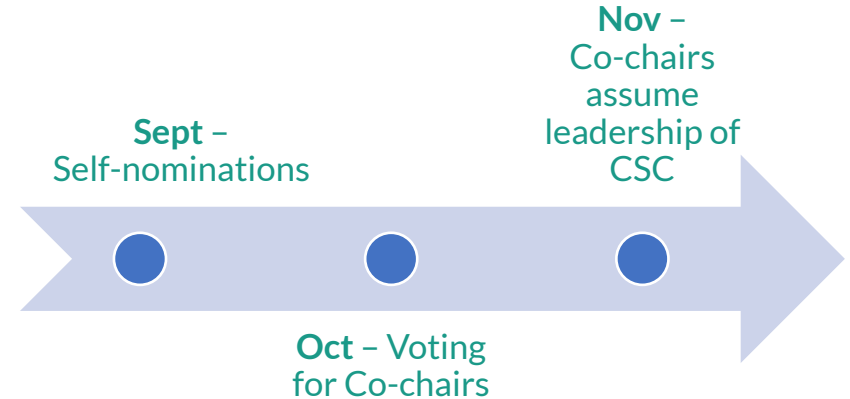 Sept –
Self-nominations
Oct – Voting
for Co-chairs
Nov –
Co-chairs
assume
leadership of
CSC